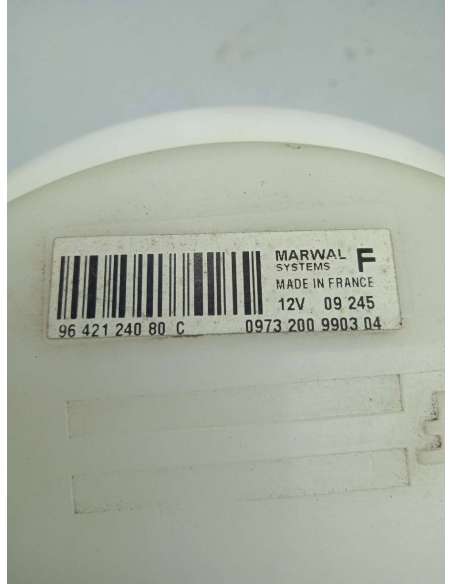 MARWAL F
SYSTEMS
MADE IN FRANCE
12V 09 245
96 421 240 80 C 0973 200 9903 04